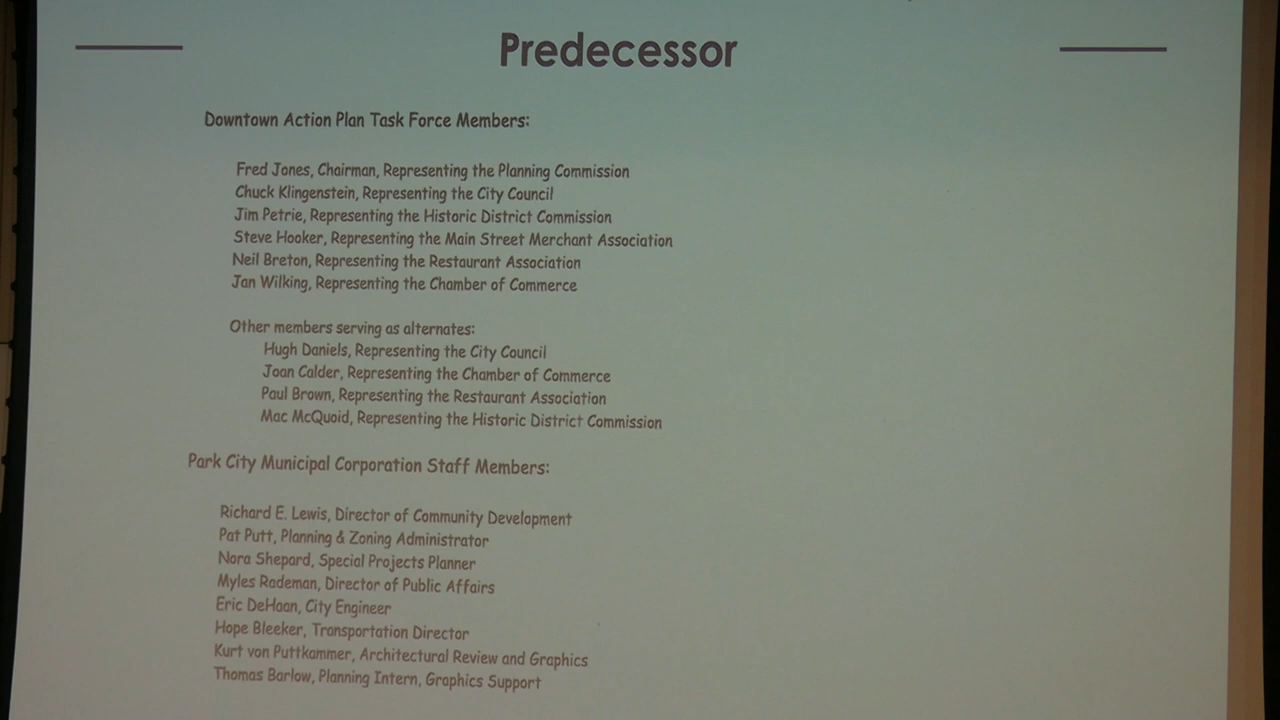 Predecessor
Downtown Action Plan Task Force Members:
Fred Jones, Chairman, Representing the Planning Commission
Chuck Klingenstein, Representing the City Council
Jim Petrie, Representing the Historic District Commission
Steve Hooker, Representing the Main Street Merchant Association
Neil Breton, Representing the Restaurant Association
Jan Wilking, Representing the Chamber of Commerce
Other members serving as alternates:
Hugh Daniels, Representing the City Council
Joan Calder, Representing the Chamber of Commerce
Paul Brown, Representing the Restaurant Association
Mac McQuoid, Representing the Historic District Commission
Park City Municipal Corporation Staff Members:
Richard E. Lewis, Director of Community Development
Pat Putt, Planning & Zoning Administrator
Nora Shepard, Special Projects Planner
Myles Rademan, Director of Public Affairs
Eric DeHaan, City Engineer
Hope Bleeker, Transportation Director
Kurt von Puttkammer, Architectural Review and Graphics
Thomas Barlow, Planning Intern, Graphics Support